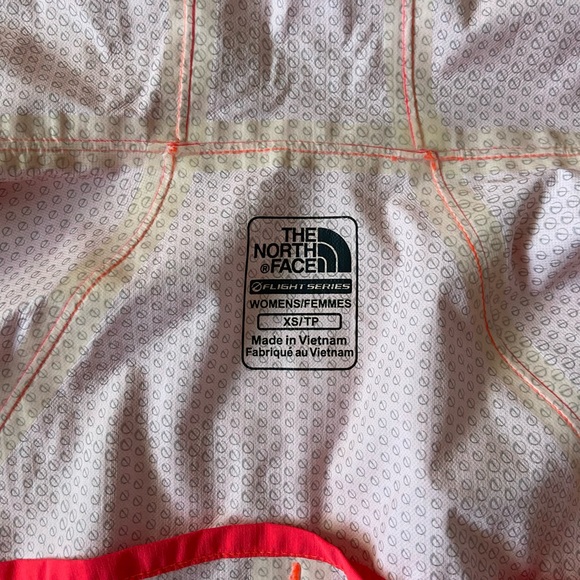 THE
NORTH
®FACE
FLIGHT SERIES
WOMENS/FEMMES
XS/TP
Made in Vietnam
Fabriqué au Vietnam